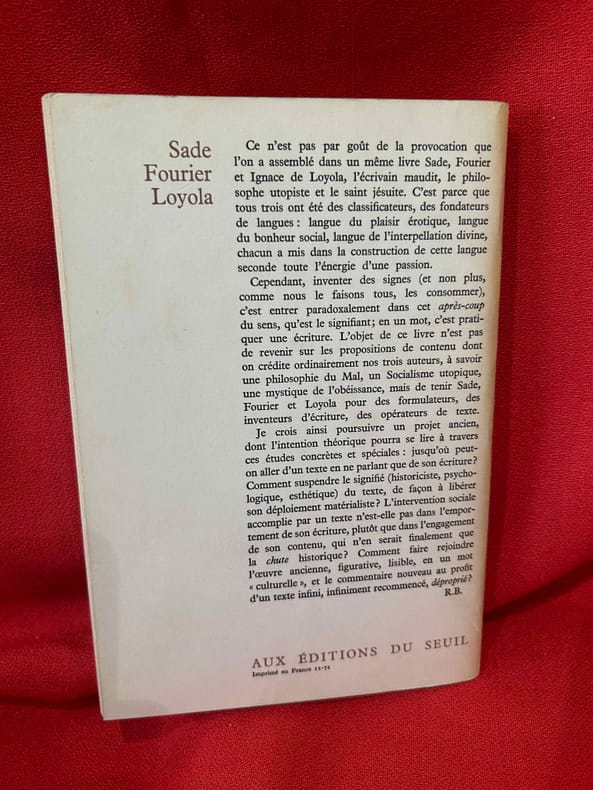 Sade
Fourier
Loyola
Ce n'est pas par goût de la provocation que
l'on a assemblé dans un même livre Sade, Fourier
et Ignace de Loyola, l'écrivain maudit, le philo-
sophe utopiste et le saint jésuite. C'est parce que
tous trois ont été des classificateurs, des fondateurs
de langues : langue du plaisir érotique, langue
du bonheur social, langue de l'interpellation divine,
chacun a mis dans la construction de cette langue
seconde toute l'énergie d'une passion.
Cependant, inventer des signes (et non plus,
comme nous le faisons tous, les consommer),
c'est entrer paradoxalement dans cet après-coup
du sens, qu'est le signifiant ; en un mot, c'est prati-
quer une écriture. L'objet de ce livre n'est pas
de revenir sur les propositions de contenu dont
on crédite ordinairement nos trois auteurs, à savoir
une philosophie du Mal, un Socialisme utopique,
une mystique de l'obéissance, mais de tenir Sade,
Fourier et Loyola pour des formulateurs, des
inventeurs d'écriture, des opérateurs de texte.
Je crois ainsi poursuivre un projet ancien,
dont l'intention théorique pourra se lire à travers
ces études concrètes et spéciales : jusqu'où peut-
on aller d'un texte en ne parlant que de son écriture ?
Comment suspendre le signifié (historiciste, psycho-
logique, esthétique) du texte, de façon à libérer
son déploiement matérialiste ? L'intervention sociale
accomplie par un texte n'est-elle pas dans l'empor-
tement de son écriture, plutôt que dans l'engagement
de son contenu, qui n'en serait finalement que
la chute historique ? Comment faire rejoindre
l'œuvre ancienne, figurative, lisible, en un mot
« culturelle », et le commentaire nouveau au profit
d'un texte infini, infiniment recommencé, déproprié ?
R.B.
AUX ÉDITIONS DU SEUIL
Imprimé en France 11-71